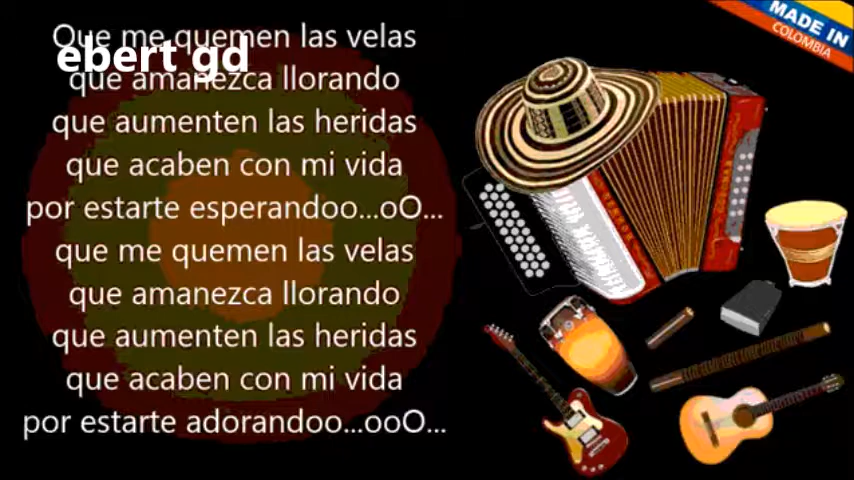 Que me quemen las velas
ebert gd
que amanezca llorando
que aumenten las heridas
que acaben con mi vida
por estarte esperandoo...oO...
que me quemen las velas
que amanezca llorando
que aumenten las heridas
que acaben con mi vida
por estarte adorandoo...ooO...
MADE IN
COLOMBIA